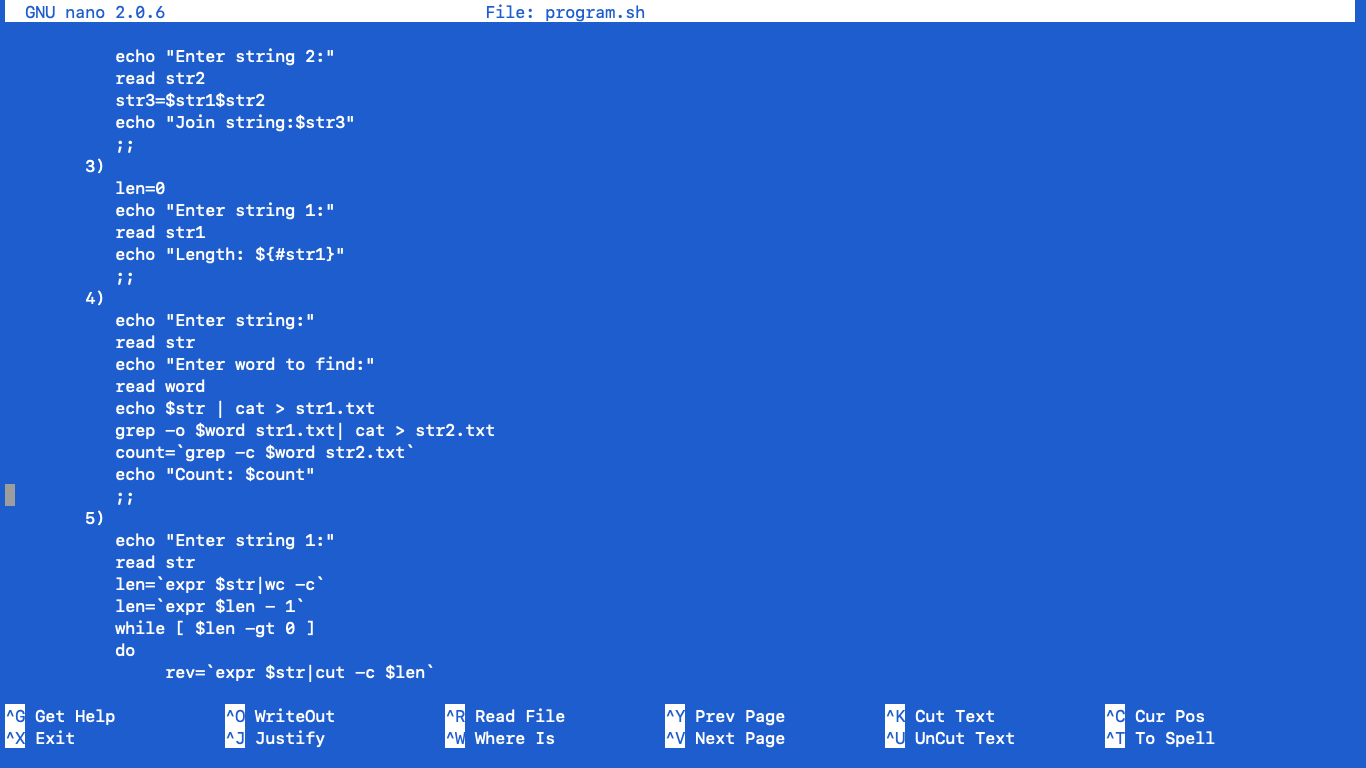 GNU nano 2.0.6 File: program.sh
echo "Enter string 2:"
read str2
str3=$str1$str2
echo "Join string:$str3"
;;
3)
len=0
echo "Enter string 1:"
read str1
echo "Length: ${#str1}"
;;
4)
echo "Enter string:"
read str
echo "Enter word to find:"
read word
echo $str | cat > str1.txt
grep -o $word str1.txt| cat > str2.txt
count=`grep -c $word str2.txt`
echo "Count: $count"
;;
5)
echo "Enter string 1:"
read str
len=`expr $str|wc -c`
len=`expr $len - 1`
while [ $len -gt 0 ]
do
rev=`expr $str|cut -c $len`
^G Get Help ^O WriteOut ^R Read File ^Y Prev Page ^K Cut Text ^C Cur Pos
^X Exit ^J Justify ^W Where Is ^V Next Page ^U UnCut Text ^T To Spell